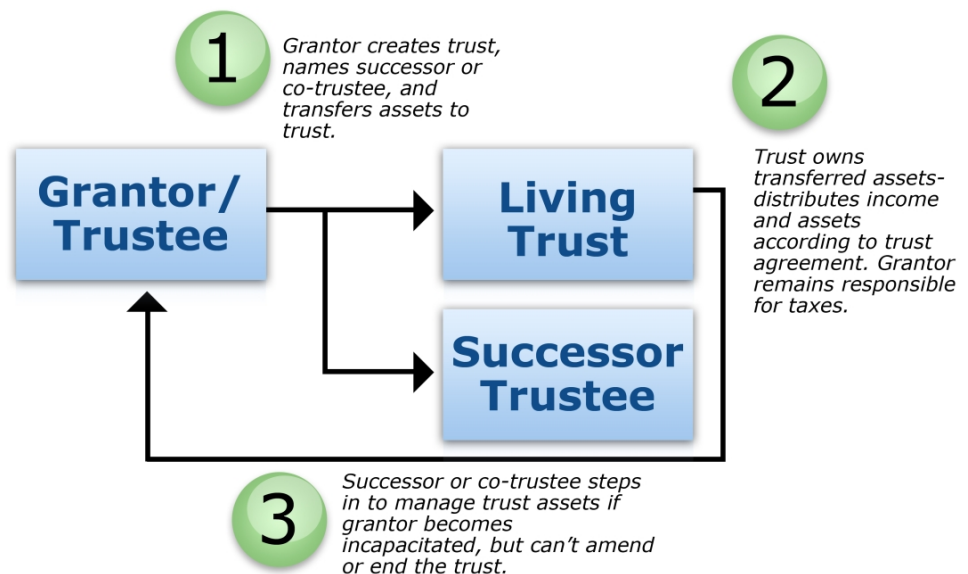 1
Grantor creates trust,
names successor or
co-trustee, and
transfers assets to
trust.
2
Trust owns
transferred assets-
distributes income
and assets
according to trust
agreement. Grantor
remains responsible
for taxes.
Grantor/
Trustee
Living
Trust
Successor
Trustee
3
Successor or co-trustee steps
in to manage trust assets if
grantor becomes
incapacitated, but can't amend
or end the trust.